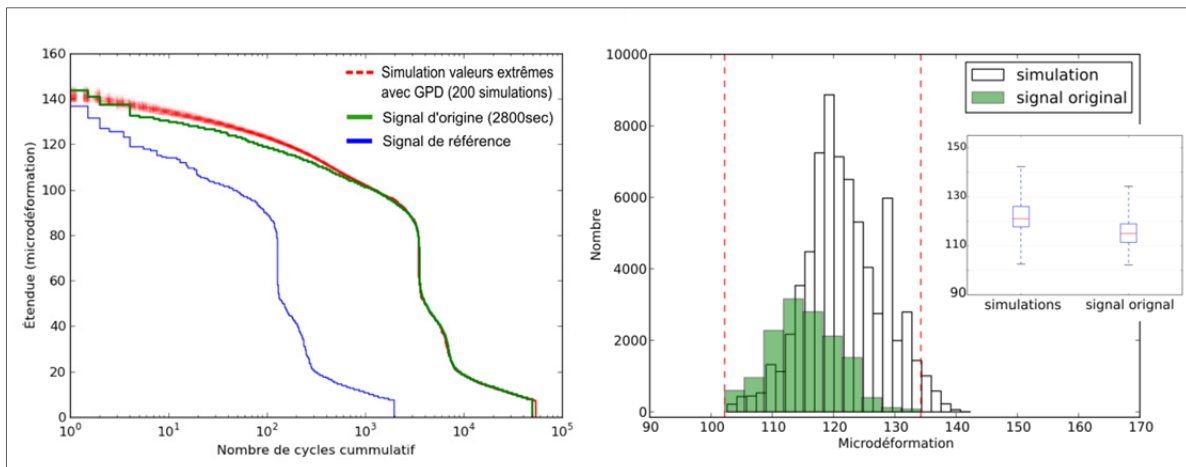 160
140
120
100
80
60
40
20
0
Étendue (microdéformation)
10^0
10^1
10^2
10^3
10^4
10^5
Nombre de cycles cummulatif
Simulation valeurs extrêmes
avec GPD (200 simulations)
Signal d'origine (2800sec)
Signal de référence
10000
8000
6000
4000
2000
0
Nombre
90
100
110
120
130
140
150
160
170
Microdéformation
simulation
signal original
150
130
110
90
simulations
signal orignal